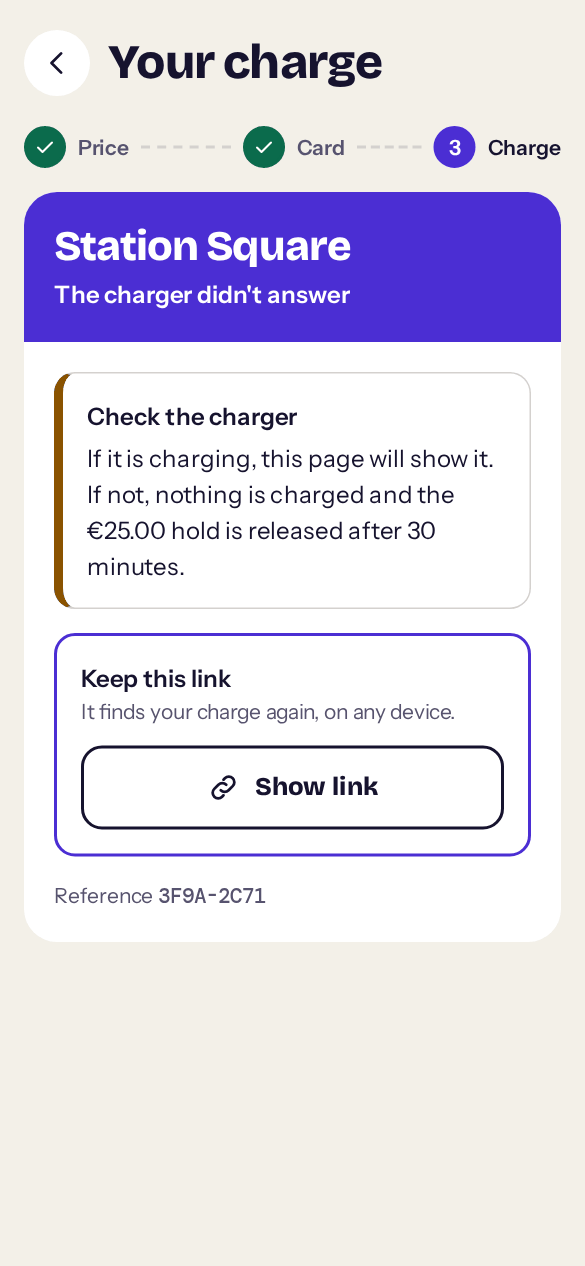 Your charge
Price
Card
3
Charge
Station Square
The charger didn't answer
Check the charger
If it is charging, this page will show it.
If not, nothing is charged and the
€25.00 hold is released after 30
minutes.
Keep this link
It finds your charge again, on any device.
Show link
Reference 3F9A-2C71